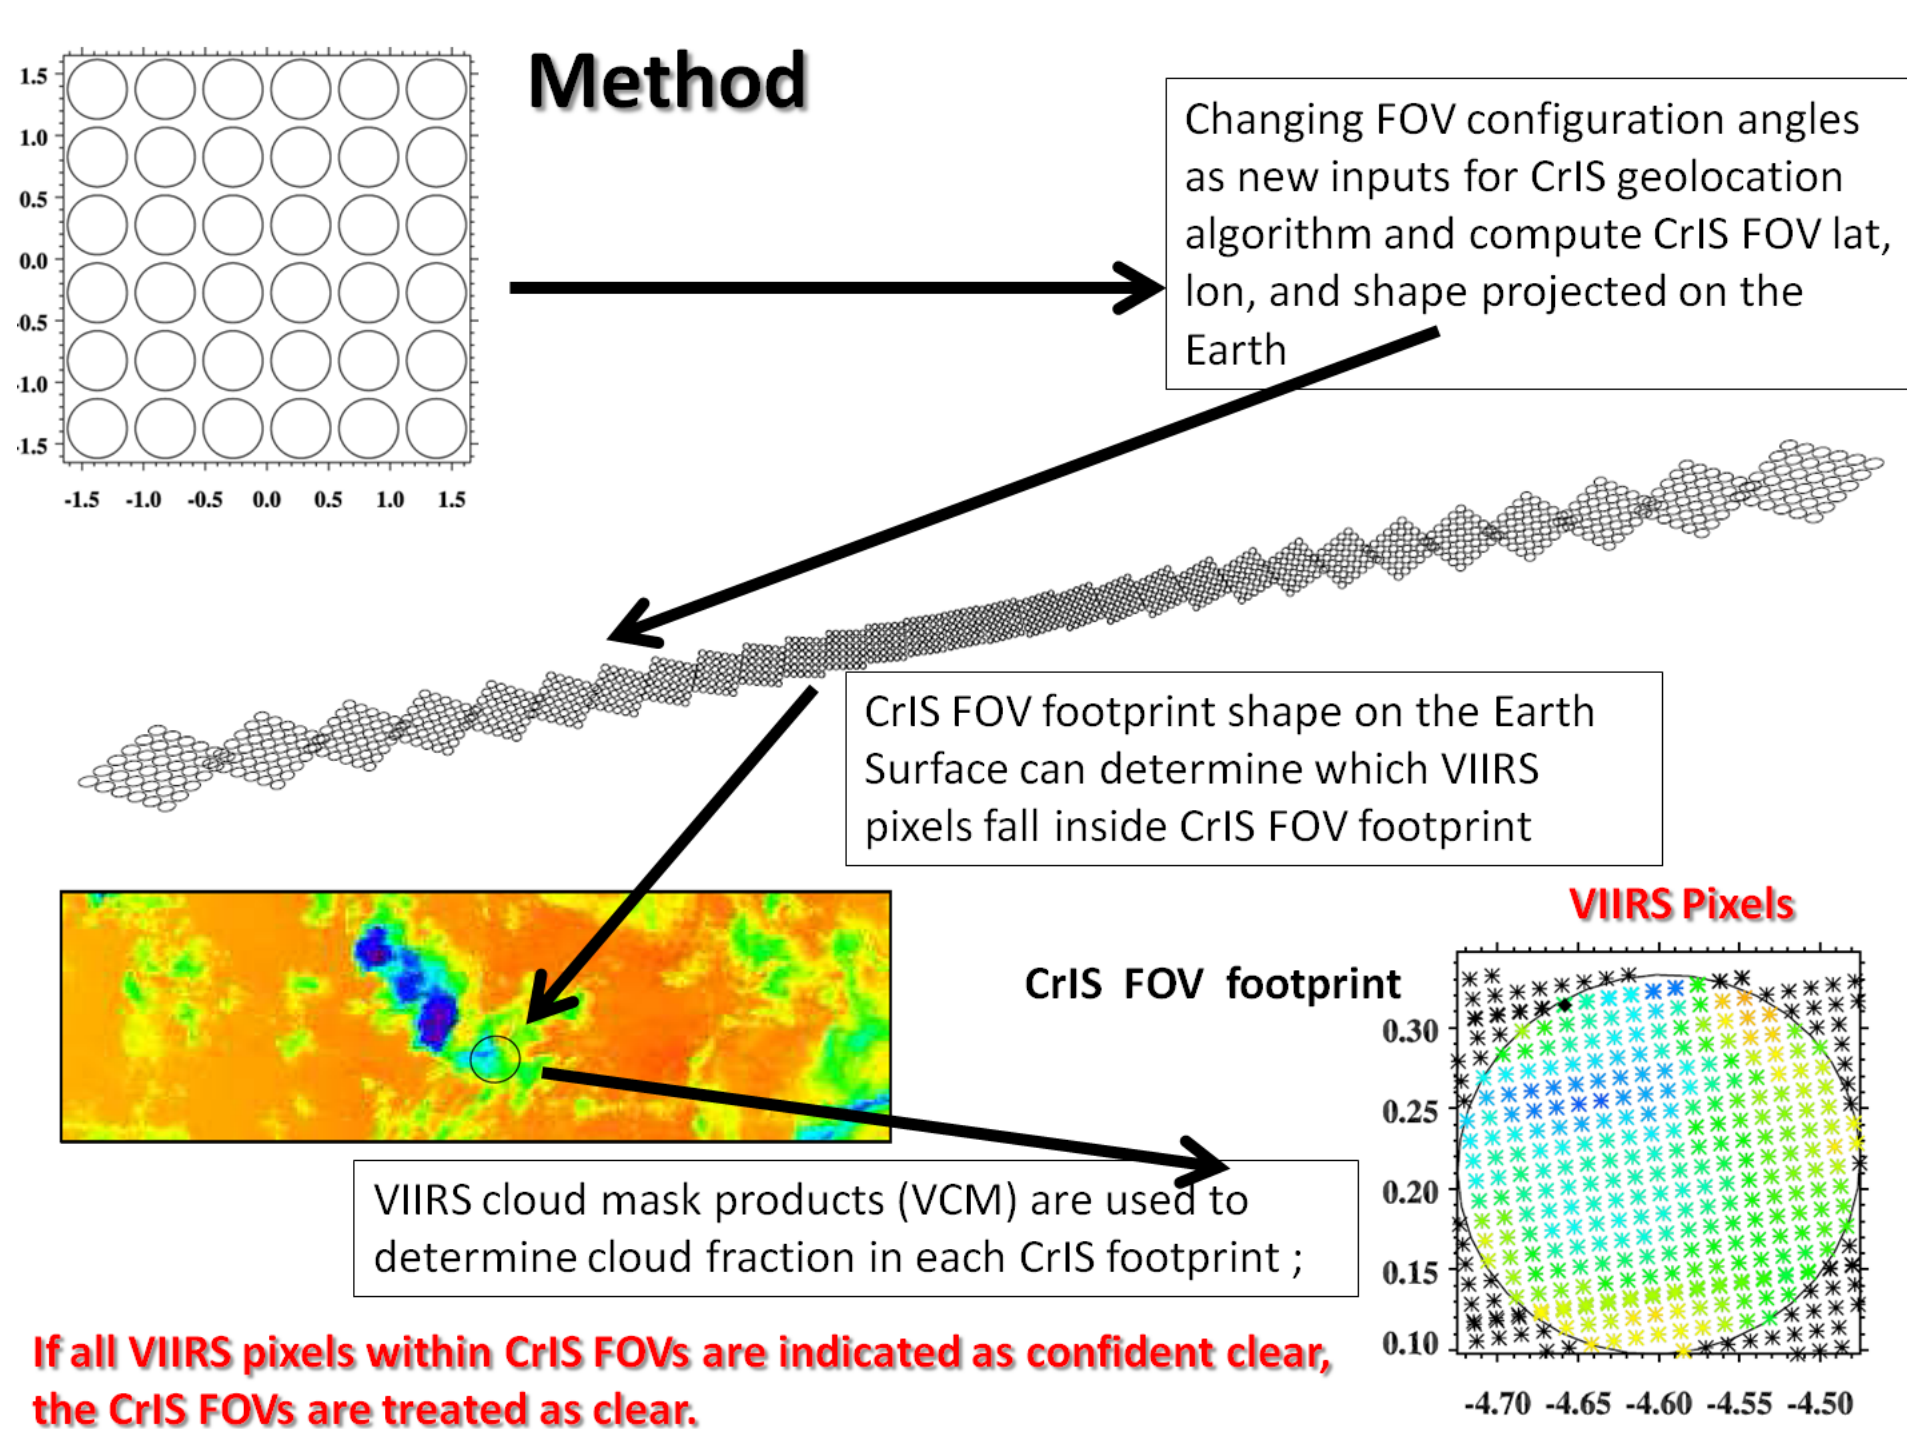 Method
1.5
1.0
0.5
0.0
-0.5
-1.0
-1.5
-1.5 -1.0 -0.5 0.0 0.5 1.0 1.5
Changing FOV configuration angles
as new inputs for CrIS geolocation
algorithm and compute CrIS FOV lat,
lon, and shape projected on the
Earth
CrIS FOV footprint shape on the Earth
Surface can determine which VIIRS
pixels fall inside CrIS FOV footprint
VIIRS Pixels
CrIS FOV footprint
0.30
0.25
0.20
0.15
0.10
-4.70 -4.65 -4.60 -4.55 -4.50
VIIRS cloud mask products (VCM) are used to
determine cloud fraction in each CrIS footprint ;
If all VIIRS pixels within CrIS FOVs are indicated as confident clear,
the CrIS FOVs are treated as clear.